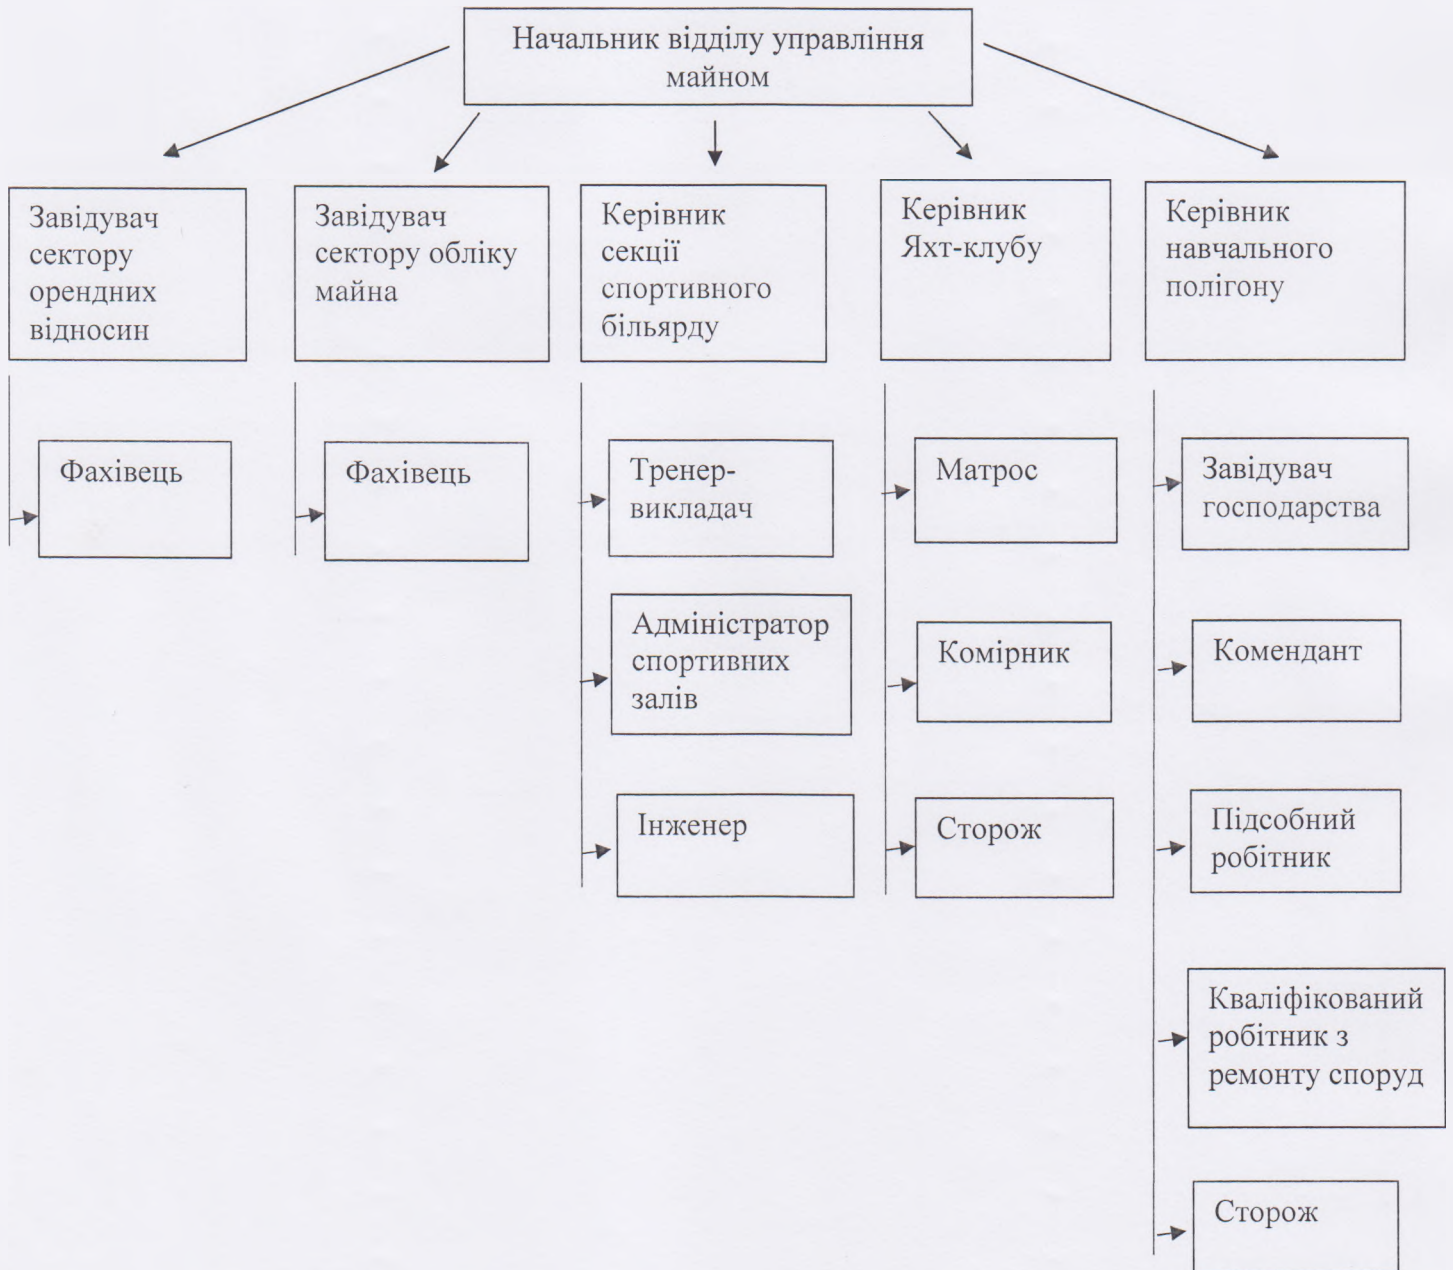 Начальник відділу управління
майном
Завідувач
сектору
орендних
відносин
Завідувач
сектору обліку
майна
Керівник
секції
спортивного
більярду
Керівник
Яхт-клубу
Керівник
навчального
полігону
Фахівець
Фахівець
Тренер-
викладач
Адміністратор
спортивних
залів
Інженер
Матрос
Комірник
Сторож
Завідувач
господарства
Комендант
Підсобний
робітник
Кваліфікований
робітник з
ремонту споруд
Сторож